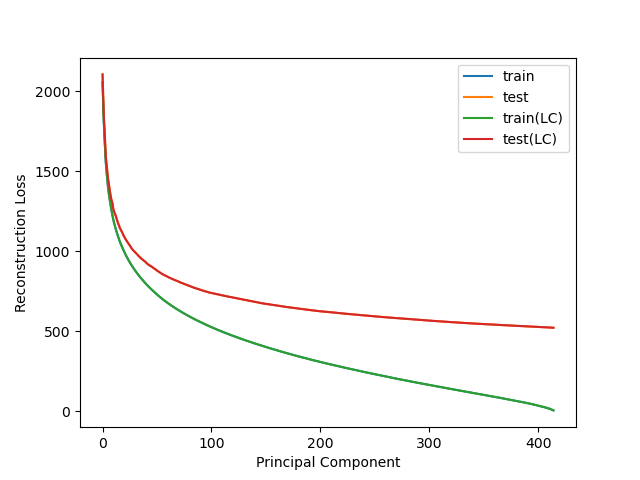 train
test
train(LC)
test(LC)
2000
1500
1000
500
0
Reconstruction Loss
0 100 200 300 400
Principal Component